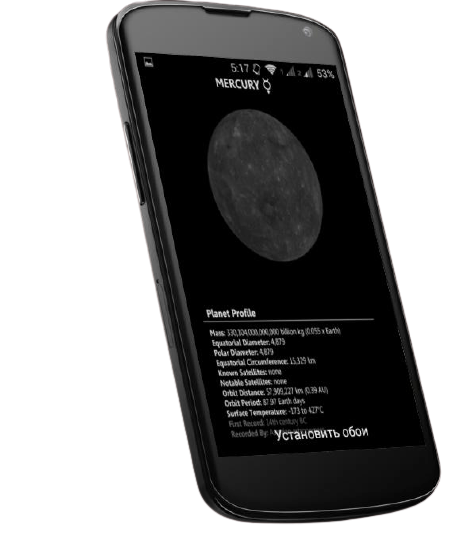 5:17 53%
MERCURY ☿
Planet Profile
Mass: 330,104,000,000,000 billion kg (0.055 x Earth)
Equatorial Diameter: 4,879
Polar Diameter: 4,879
Equatorial Circumference: 15,329 km
Known Satellites: none
Notable Satellites: none
Orbit Distance: 57,909,227 km (0.39 AU)
Orbit Period: 87.97 Earth days
Surface Temperature: -173 to 427°C
First Record: 14th century BC
Recorded By:
Установить обои